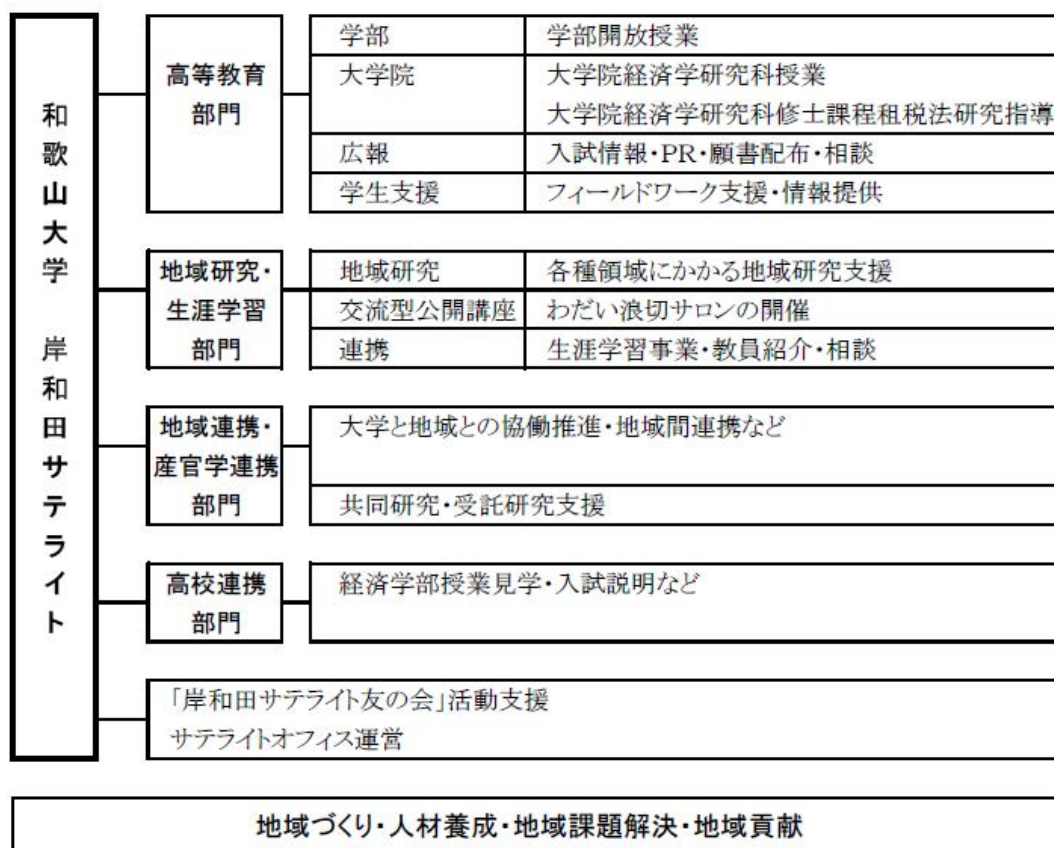 和歌山大学 岸和田サテライト
高等教育
部門
学部 学部開放授業
大学院 大学院経済学研究科授業
大学院経済学研究科修士課程租税法研究指導
広報 入試情報・PR・願書配布・相談
学生支援 フィールドワーク支援・情報提供
地域研究・
生涯学習
部門
地域研究 各種領域にかかる地域研究支援
交流型公開講座 わだい浪切サロンの開催
連携 生涯学習事業・教員紹介・相談
地域連携・
産官学連携
部門
大学と地域との協働推進・地域間連携など
共同研究・受託研究支援
高校連携
部門
経済学部授業見学・入試説明など
「岸和田サテライト友の会」活動支援
サテライトオフィス運営
地域づくり・人材養成・地域課題解決・地域貢献